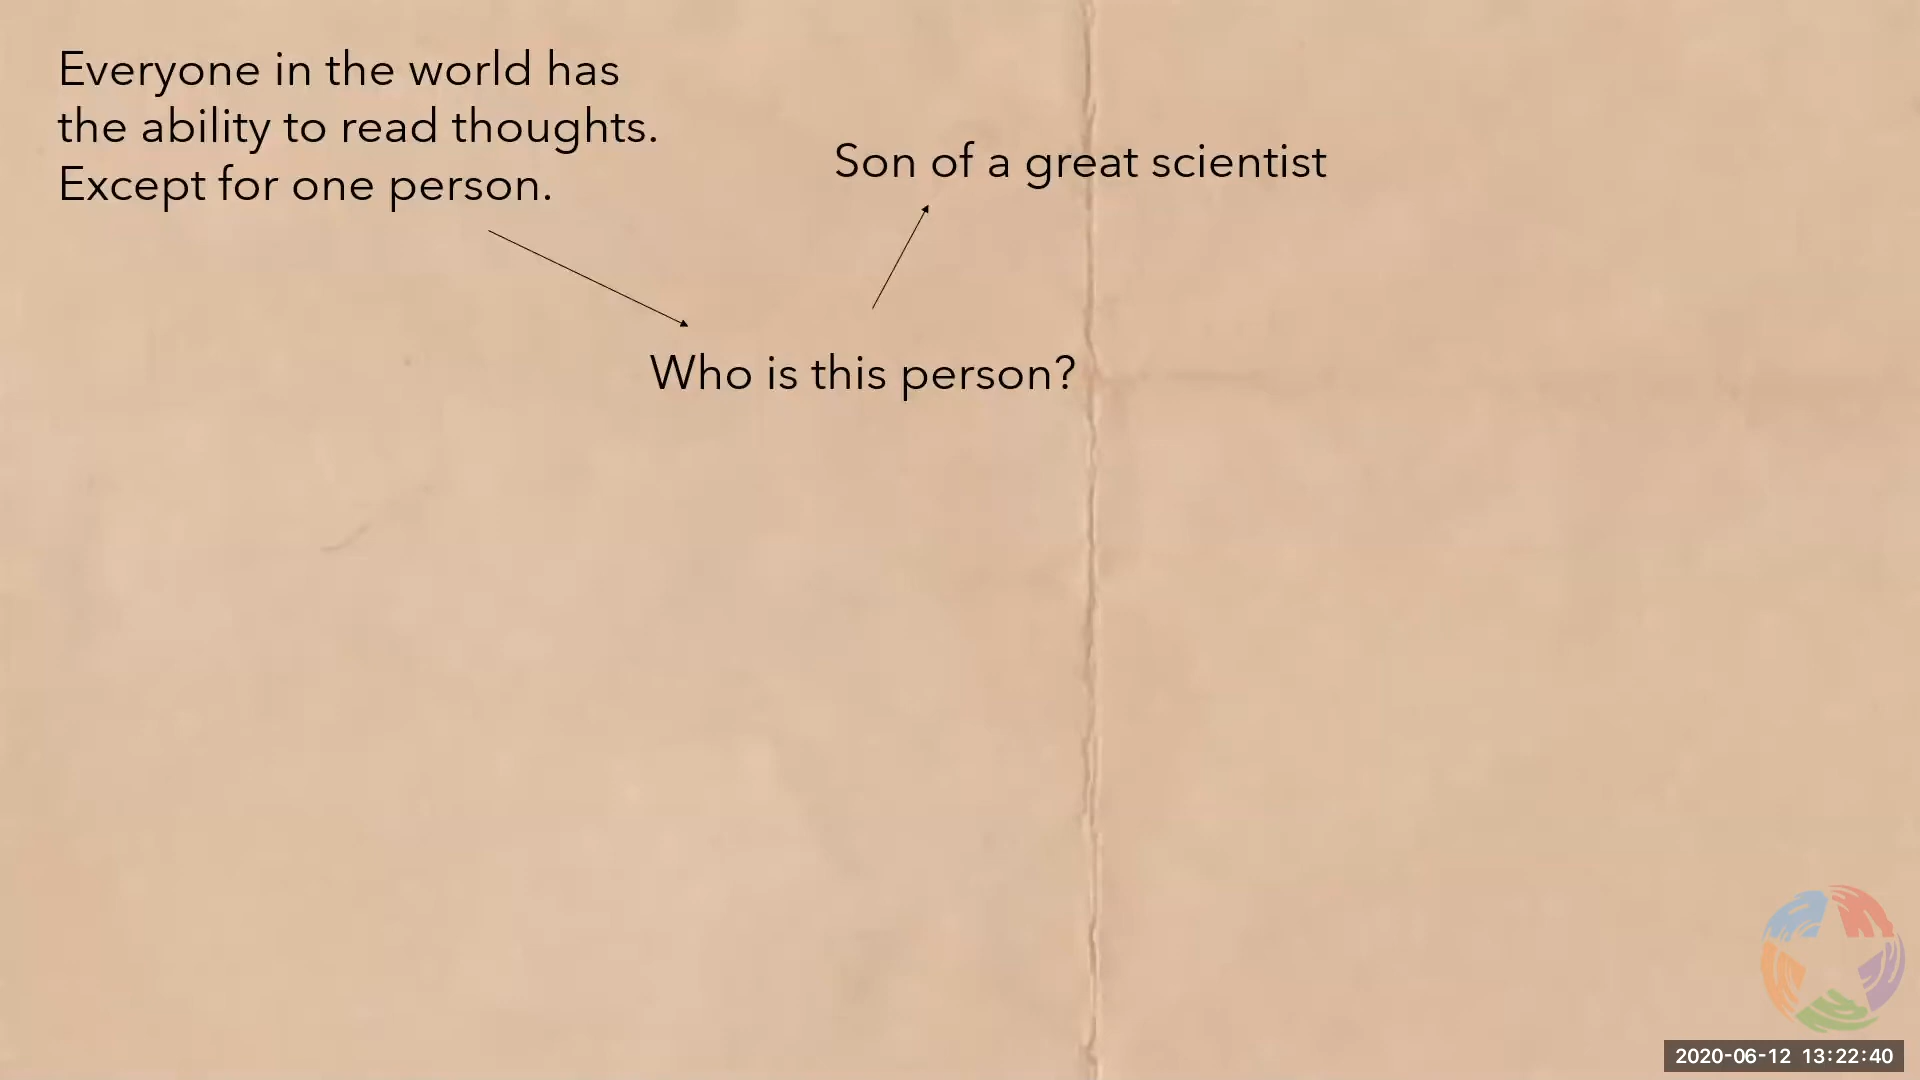 Everyone in the world has
the ability to read thoughts.
Except for one person.
Son of a great scientist
Who is this person?
2020-06-12 13:22:40